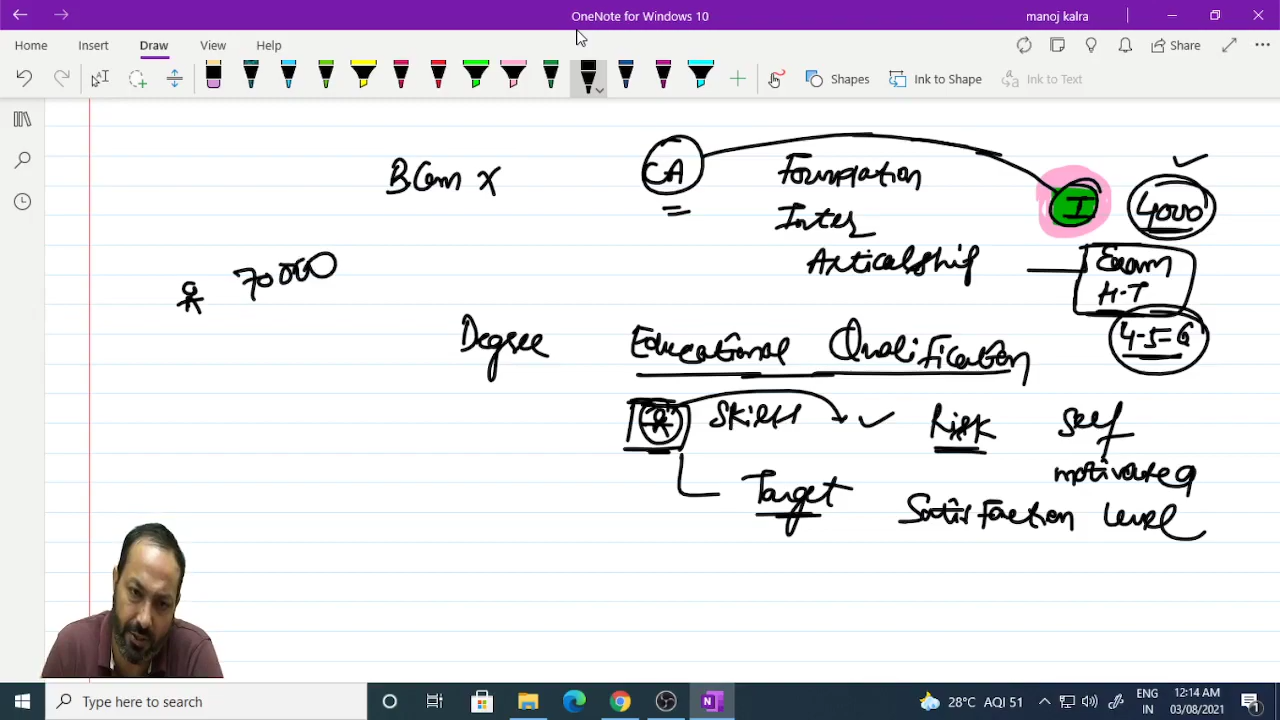 OneNote for Windows 10
manoj kalra
Home Insert Draw View Help
Share
Shapes
Ink to Shape
Ink to Text
BCom X
CA
Foundation
I
4000
Inter
Articalship
Exam
H-T
70000
4-5-6
Degree
Educational Qualification
Skills
Risk
Self
motivated
Target
Satisfaction level
Type here to search
28°C AQI 51
ENG
IN
12:14 AM
03/08/2021
1